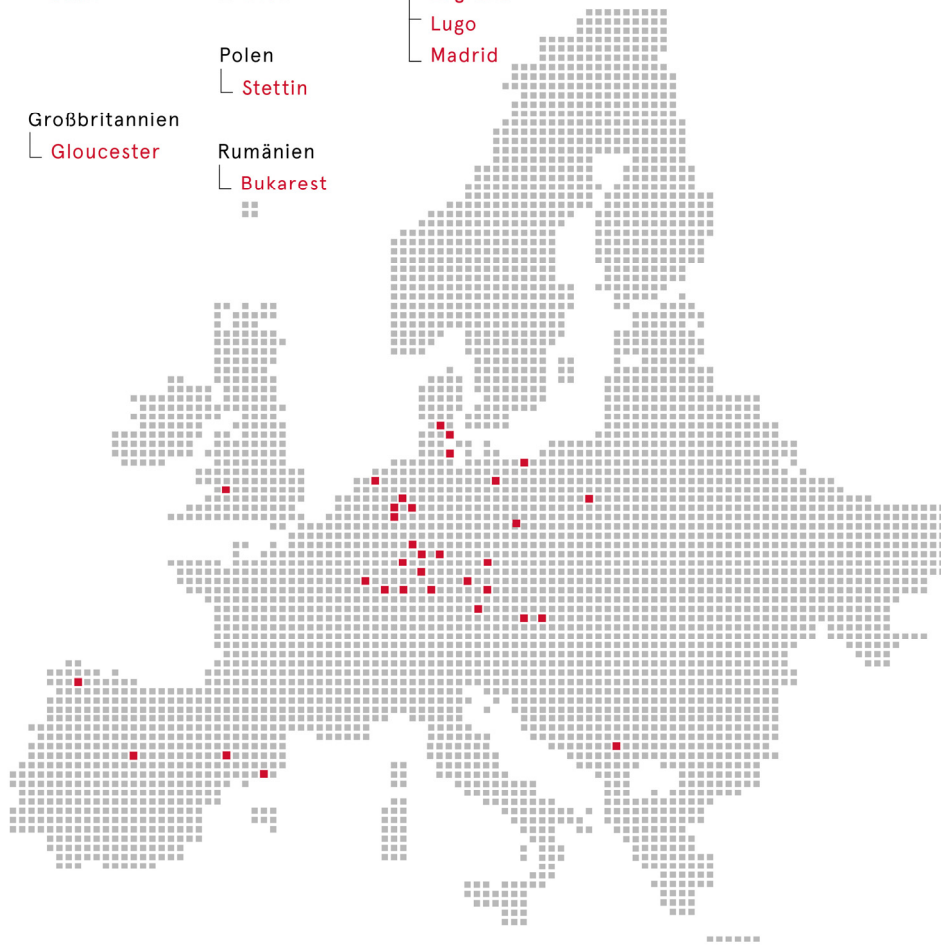 Lugo
Polen
Madrid
Stettin
Großbritannien
Gloucester
Rumänien
Bukarest